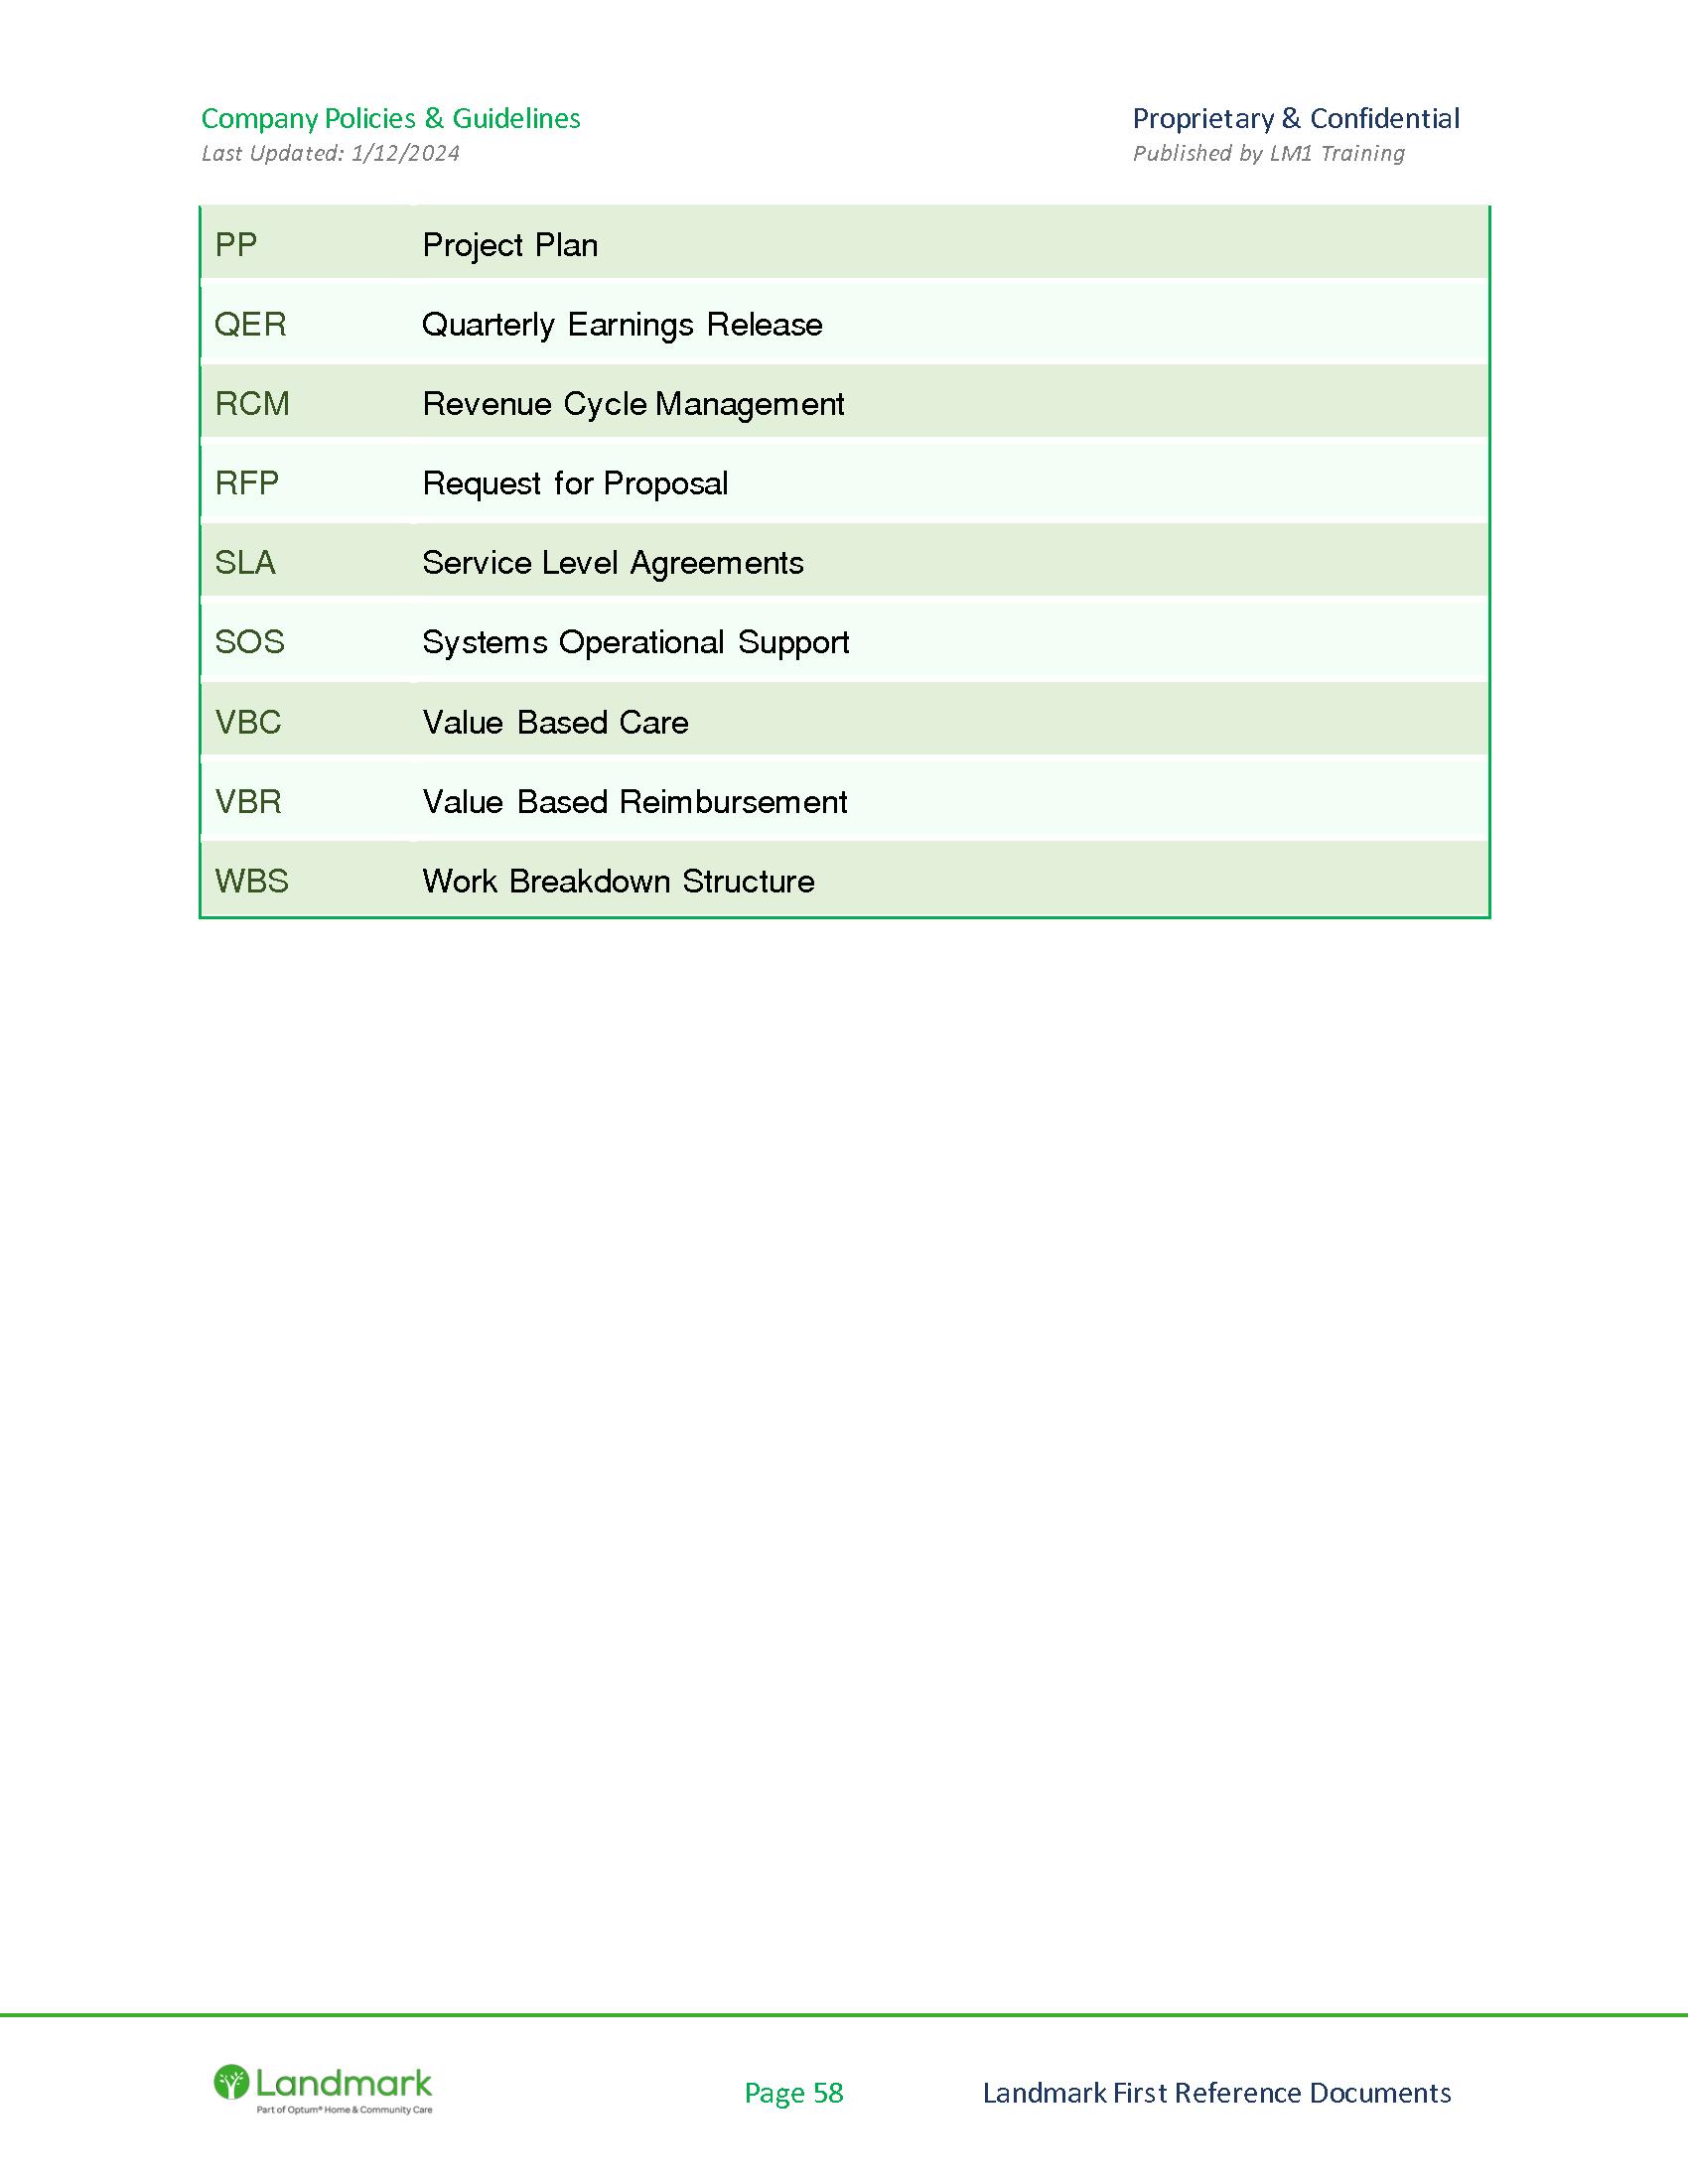 Company Policies & Guidelines Proprietary & Confidential
Last Updated: 1/12/2024 Published by LM1 Training
PP Project Plan
QER Quarterly Earnings Release
RCM Revenue Cycle Management
RFP Request for Proposal
SLA Service Level Agreements
SOS Systems Operational Support
VBC Value Based Care
VBR Value Based Reimbursement
WBS Work Breakdown Structure
Landmark
Part of Optum® Home & Community Care
Page 58 Landmark First Reference Documents